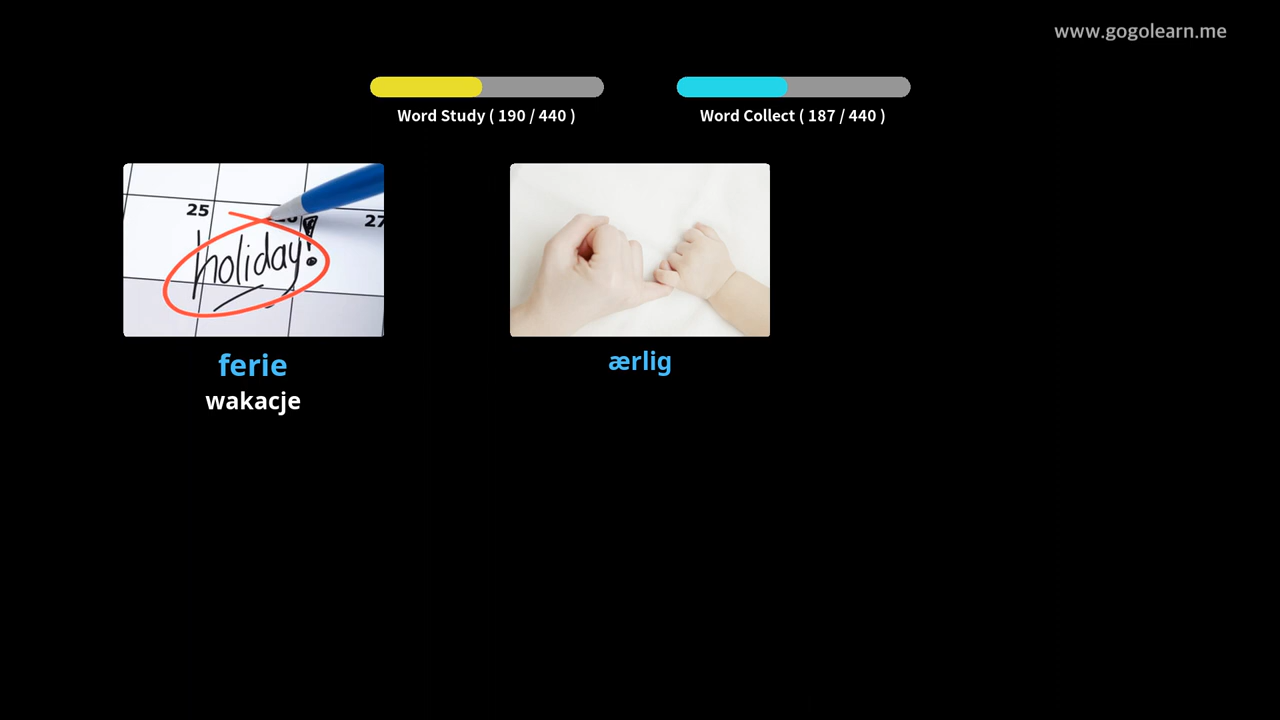 www.gogolearn.me
Word Study ( 190 / 440 )
Word Collect ( 187 / 440 )
25
27
holiday!
ferie
wakacje
ærlig